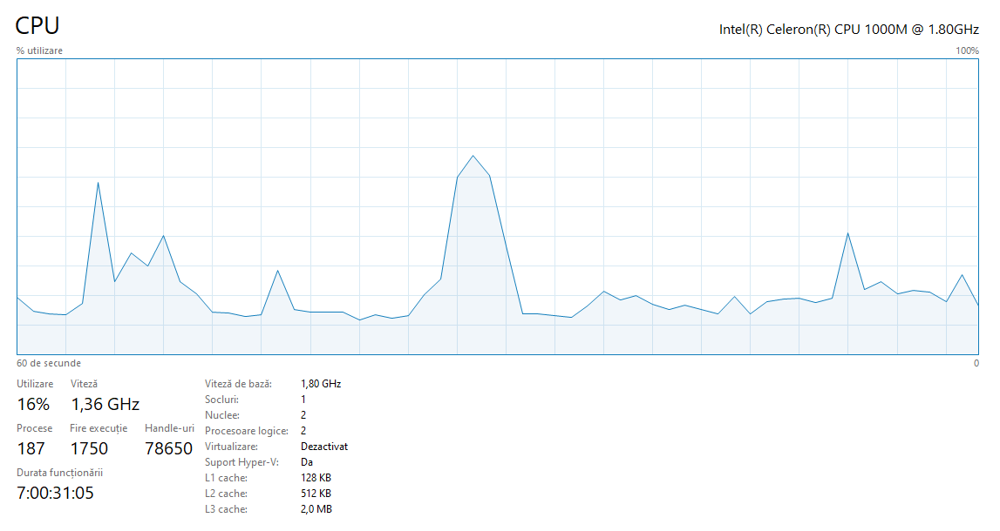 CPU
Intel(R) Celeron(R) CPU 1000M @ 1.80GHz
% utilizare
100%
60 de secunde
0
Utilizare
Viteză
16%
1,36 GHz
Procese
Fire execuție
Handle-uri
187
1750
78650
Durata funcționării
7:00:31:05
Viteză de bază: 1,80 GHz
Socluri: 1
Nuclee: 2
Procesoare logice: 2
Virtualizare: Dezactivat
Suport Hyper-V: Da
L1 cache: 128 KB
L2 cache: 512 KB
L3 cache: 2,0 MB